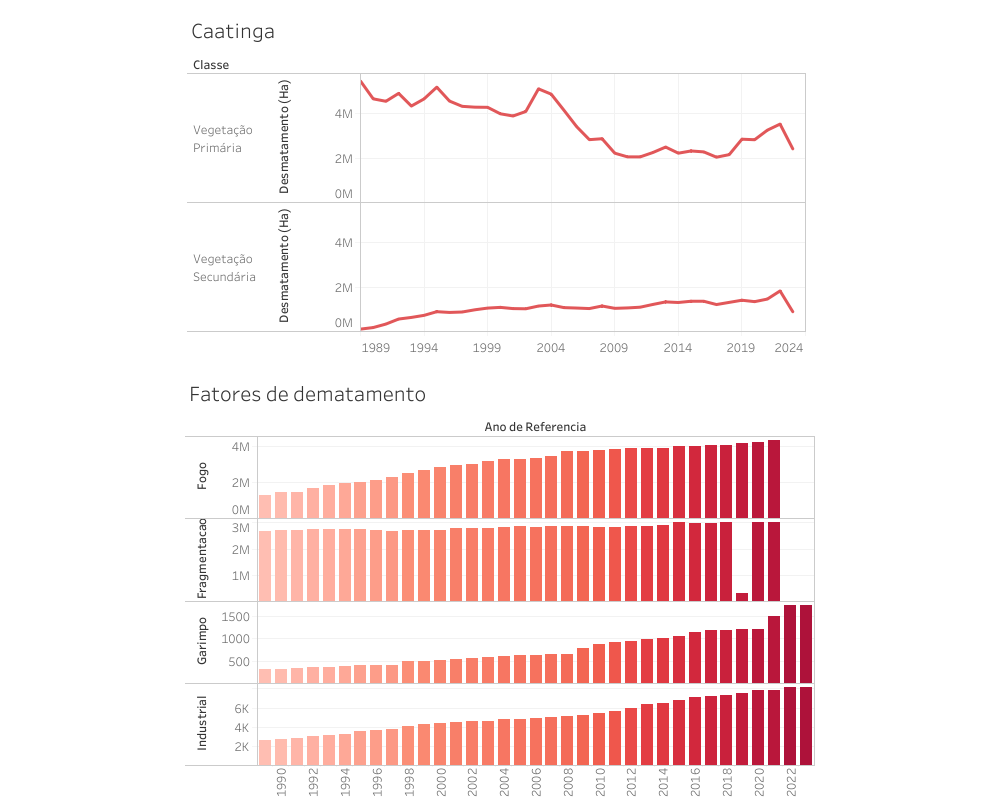 Caatinga
Classe
Vegetação
Primária
Desmatamento (Ha)
4M
2M
0M
Vegetação
Secundária
Desmatamento (Ha)
4M
2M
0M
1989 1994 1999 2004 2009 2014 2019 2024
Fatores de dematamento
Ano de Referencia
Fogo
4M
2M
0M
Fragmentacao
3M
2M
1M
Garimpo
1500
1000
500
Industrial
6K
4K
2K
1990 1992 1994 1996 1998 2000 2002 2004 2006 2008 2010 2012 2014 2016 2018 2020 2022